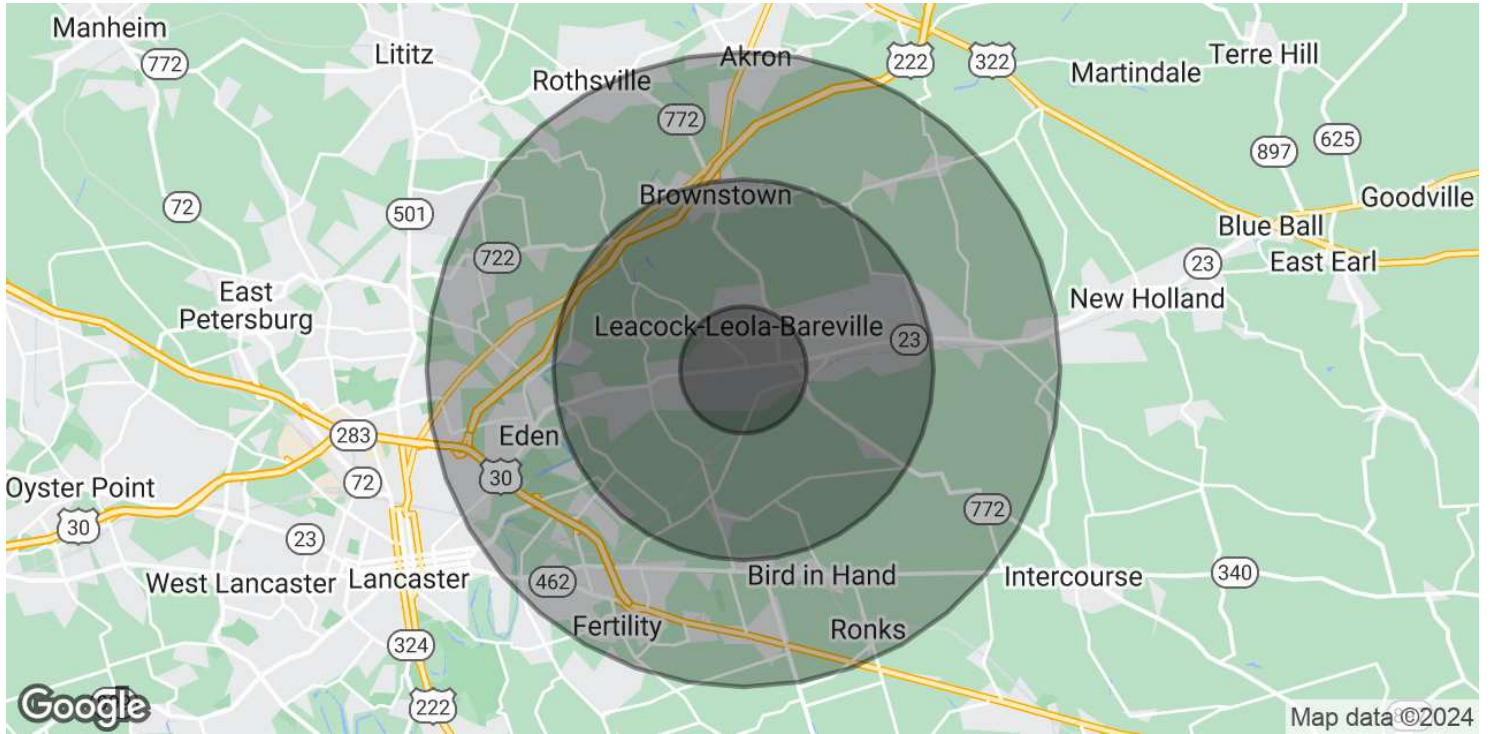 Manheim
772
Lititz
Rothsville
Akron
222
322
Martindale
Terre Hill
772
897
625
72
501
Brownstown
Goodville
Blue Ball
722
23
East Earl
East
Petersburg
New Holland
Leacock-Leola-Bareville
23
283
Eden
30
72
Oyster Point
30
23
772
West Lancaster
Lancaster
462
Bird in Hand
Intercourse
340
Fertility
Ronks
324
222
Google
Map data ©2024